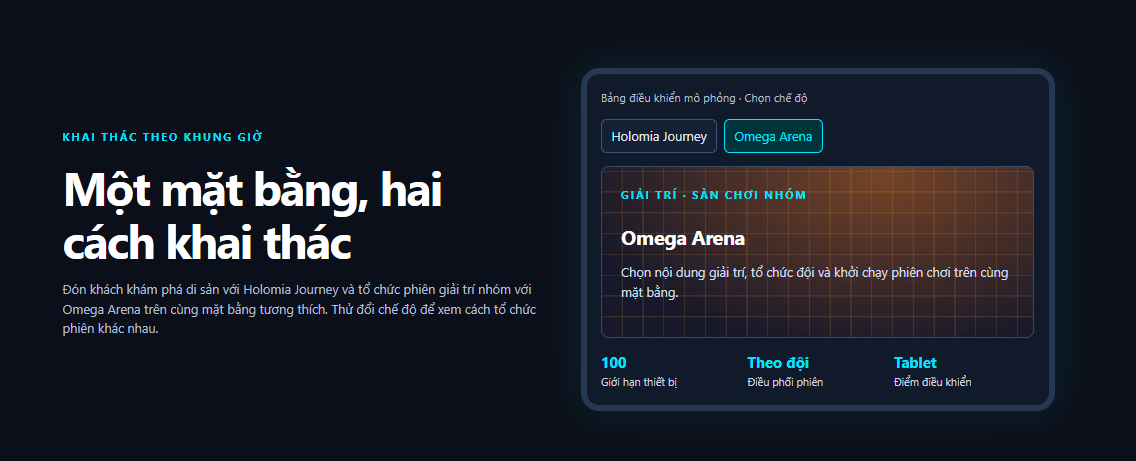 KHAI THÁC THEO KHUNG GIỜ
Một mặt bằng, hai
cách khai thác
Đón khách khám phá di sản với Holomia Journey và tổ chức phiên giải trí nhóm với
Omega Arena trên cùng mặt bằng tương thích. Thử đổi chế độ để xem cách tổ chức
phiên khác nhau.
Bảng điều khiển mô phỏng · Chọn chế độ
Holomia Journey
Omega Arena
GIẢI TRÍ · SÀN CHƠI NHÓM
Omega Arena
Chọn nội dung giải trí, tổ chức đội và khởi chạy phiên chơi trên cùng
mặt bằng.
100
Giới hạn thiết bị
Theo đội
Điều phối phiên
Tablet
Điểm điều khiển